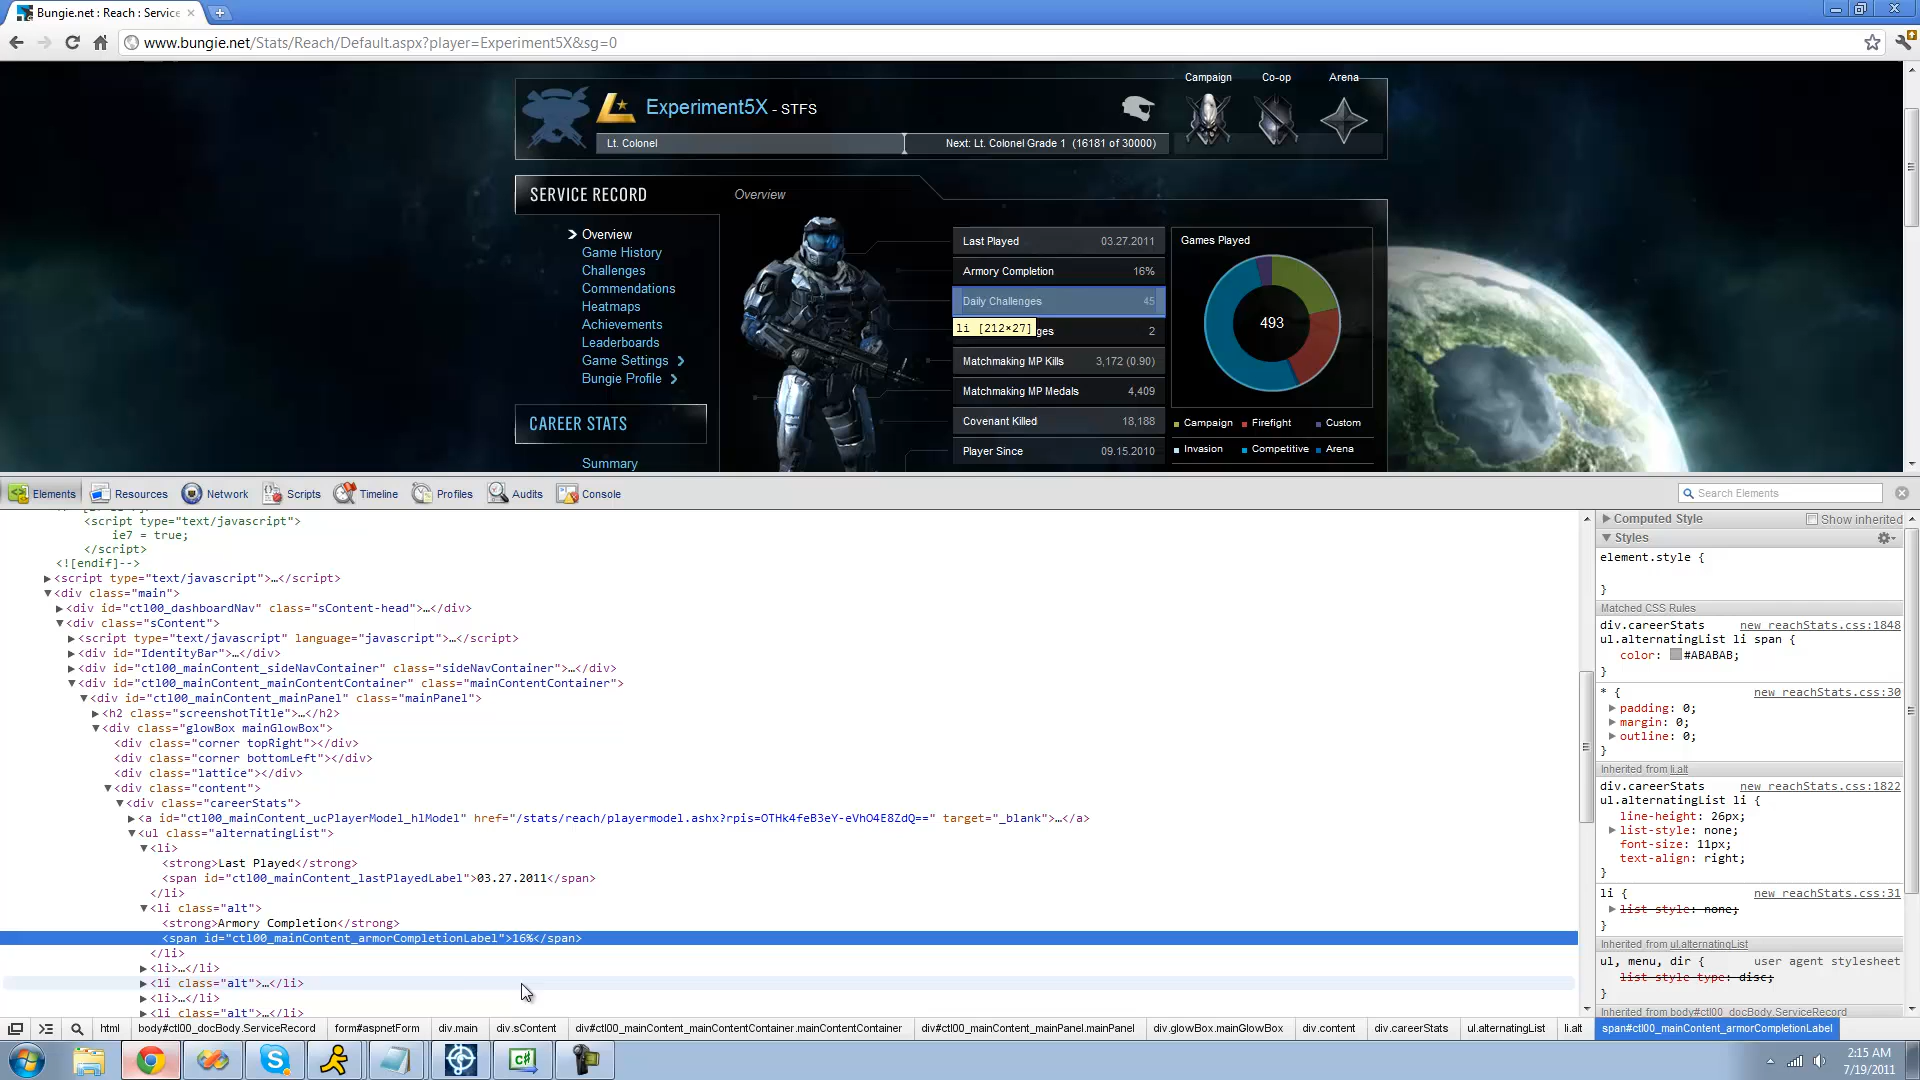 Bungie.net : Reach : Service
www.bungie.net/Stats/Reach/Default.aspx?player=Experiment5X&sg=0
Campaign Co-op Arena
Experiment5X - STFS
Lt. Colonel Next: Lt. Colonel Grade 1 (16181 of 30000)
SERVICE RECORD
Overview
Overview
Game History
Challenges
Commendations
Heatmaps
Achievements
Leaderboards
Game Settings
Bungie Profile
CAREER STATS
Summary
Last Played 03.27.2011
Armory Completion 16%
Daily Challenges 45
li [212×27] ges 2
Matchmaking MP Kills 3,172 (0.90)
Matchmaking MP Medals 4,409
Covenant Killed 18,188
Player Since 09.15.2010
Games Played
493
Campaign Firefight Custom
Invasion Competitive Arena
Elements Resources Network Scripts Timeline Profiles Audits Console Search Elements
<script type="text/javascript">
ie7 = true;
</script>
<![endif]-->
<script type="text/javascript">…</script>
<div class="main">
<div id="ctl00_dashboardNav" class="sContent-head">…</div>
<div class="sContent">
<script type="text/javascript" language="javascript">…</script>
<div id="IdentityBar">…</div>
<div id="ctl00_mainContent_sideNavContainer" class="sideNavContainer">…</div>
<div id="ctl00_mainContent_mainContentContainer" class="mainContentContainer">
<div id="ctl00_mainContent_mainPanel" class="mainPanel">
<h2 class="screenshotTitle">…</h2>
<div class="glowBox mainGlowBox">
<div class="corner topRight"></div>
<div class="corner bottomLeft"></div>
<div class="lattice"></div>
<div class="content">
<div class="careerStats">
<a id="ctl00_mainContent_ucPlayerModel_hlModel" href="/stats/reach/playermodel.ashx?rpis=OTHk4feB3eY-eVhO4E8ZdQ==" target="_blank">…</a>
<ul class="alternatingList">
<li>
<strong>Last Played</strong>
<span id="ctl00_mainContent_lastPlayedLabel">03.27.2011</span>
</li>
<li class="alt">
<strong>Armory Completion</strong>
<span id="ctl00_mainContent_armorCompletionLabel">16%</span>
</li>
<li>…</li>
<li class="alt">…</li>
<li>…</li>
<li class="alt">…</li>
Computed Style Show inherited
Styles
element.style {
}
Matched CSS Rules
div.careerStats new_reachStats.css:1848
ul.alternatingList li span {
color: #ABABAB;
}
* { new_reachStats.css:30
padding: 0;
margin: 0;
outline: 0;
}
Inherited from li.alt
div.careerStats new_reachStats.css:1822
ul.alternatingList li {
line-height: 26px;
list-style: none;
font-size: 11px;
text-align: right;
}
li { new_reachStats.css:31
list-style: none;
}
Inherited from ul.alternatingList
ul, menu, dir { user agent stylesheet
list-style-type: disc;
}
Inherited from body#ctl00_docBody.ServiceRecord
html body#ctl00_docBody.ServiceRecord form#aspnetForm div.main div.sContent div#ctl00_mainContent_mainContentContainer.mainContentContainer div#ctl00_mainContent_mainPanel.mainPanel div.glowBox.mainGlowBox div.content div.careerStats ul.alternatingList li.alt span#ctl00_mainContent_armorCompletionLabel
2:15 AM
7/19/2011